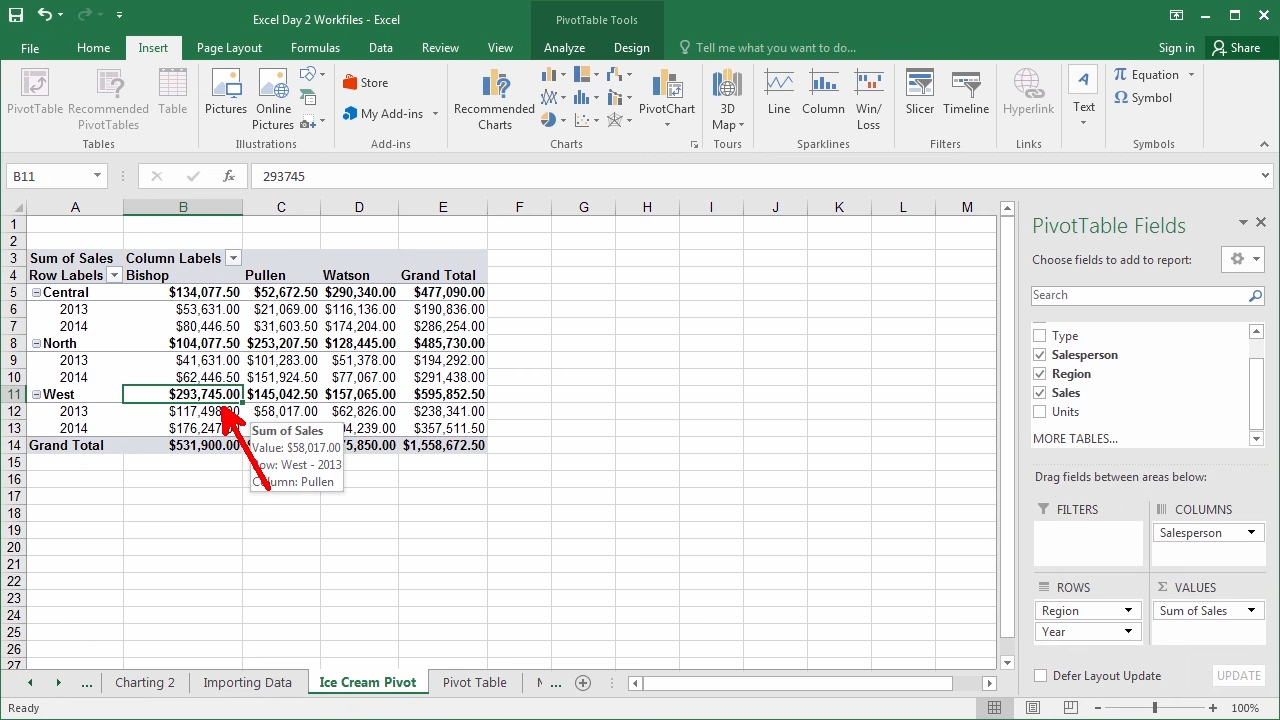 Excel Day 2 Workfiles - Excel
PivotTable Tools
File Home Insert Page Layout Formulas Data Review View Analyze Design Tell me what you want to do... Sign in Share
PivotTable
Recommended PivotTables
Table
Pictures
Online Pictures
Store
My Add-ins
Recommended Charts
PivotChart
3D Map
Line
Column
Win/ Loss
Slicer
Timeline
Hyperlink
Text
π Equation
Ω Symbol
Tables Illustrations Add-ins Charts Tours Sparklines Filters Links Symbols
B11 fx 293745
A B C D E F G H I J K L M
1
2
3 Sum of Sales Column Labels
4 Row Labels Bishop Pullen Watson Grand Total
5 Central $134,077.50 $52,672.50 $290,340.00 $477,090.00
6 2013 $53,631.00 $21,069.00 $116,136.00 $190,836.00
7 2014 $80,446.50 $31,603.50 $174,204.00 $286,254.00
8 North $104,077.50 $253,207.50 $128,445.00 $485,730.00
9 2013 $41,631.00 $101,283.00 $51,378.00 $194,292.00
10 2014 $62,446.50 $151,924.50 $77,067.00 $291,438.00
11 West $293,745.00 $145,042.50 $157,065.00 $595,852.50
12 2013 $58,017.00 $62,826.00 $238,341.00
13 2014 $357,511.50
14 Grand Total $531,900.00 $1,558,672.50
Sum of Sales
Value: $58,017.00
Row: West - 2013
Column: Pullen
15
16
17
18
19
20
21
22
23
24
25
26
27
PivotTable Fields
Choose fields to add to report:
Search
Type
Salesperson
Region
Sales
Units
MORE TABLES...
Drag fields between areas below:
FILTERS
COLUMNS
Salesperson
ROWS
Region
Year
Σ VALUES
Sum of Sales
Defer Layout Update UPDATE
... Charting 2 Importing Data Ice Cream Pivot Pivot Table ...
Ready 100%